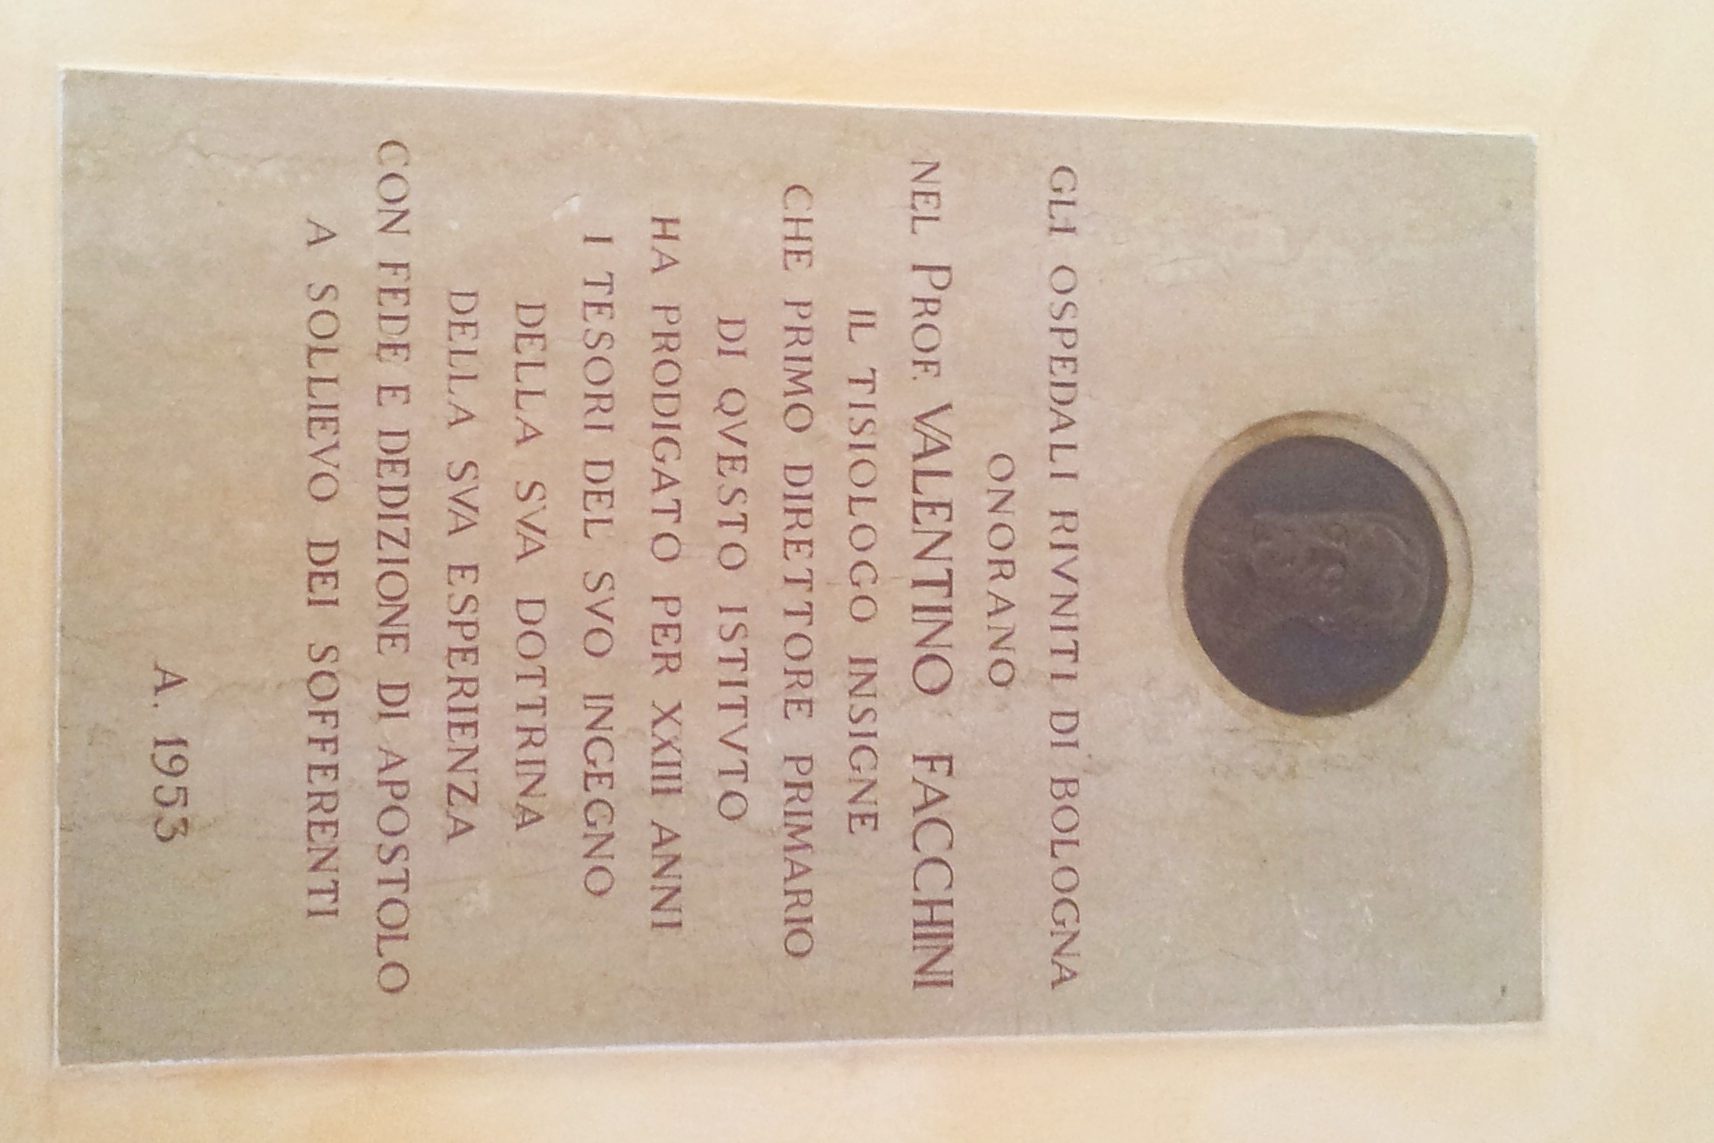 GLI OSPEDALI RIVNITI DI BOLOGNA
ONORANO
NEL PROF. VALENTINO FACCHINI
IL TISIOLOGO INSIGNE
CHE PRIMO DIRETTORE PRIMARIO
DI QVESTO ISTITVTO
HA PRODIGATO PER XXIII ANNI
I TESORI DEL SVO INGEGNO
DELLA SVA DOTTRINA
DELLA SVA ESPERIENZA
CON FEDE E DEDIZIONE DI APOSTOLO
A SOLLIEVO DEI SOFFERENTI
A. 1953